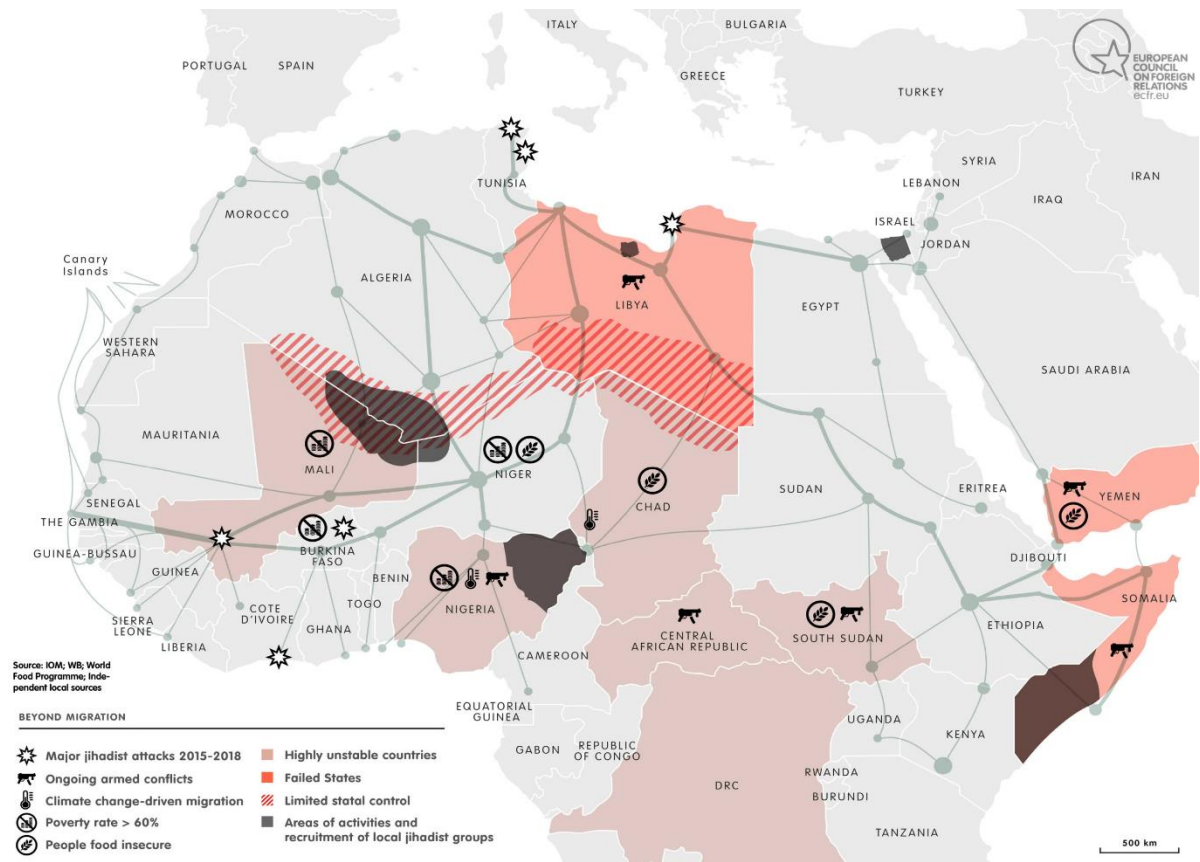 ITALY
BULGARIA
PORTUGAL
SPAIN
GREECE
TURKEY
EUROPEAN
COUNCIL
ON FOREIGN
RELATIONS
ecfr.eu
SYRIA
IRAN
LEBANON
IRAQ
TUNISIA
ISRAEL
JORDAN
MOROCCO
Canary
Islands
ALGERIA
LIBYA
EGYPT
WESTERN
SAHARA
SAUDI ARABIA
MAURITANIA
MALI
NIGER
CHAD
SUDAN
ERITREA
YEMEN
SENEGAL
THE GAMBIA
GUINEA-BUSSAU
GUINEA
BURKINA
FASO
BENIN
NIGERIA
DJIBOUTI
SOMALIA
SIERRA
LEONE
COTE
D'IVOIRE
TOGO
GHANA
LIBERIA
CAMEROON
CENTRAL
AFRICAN REPUBLIC
SOUTH SUDAN
ETHIOPIA
EQUATORIAL
GUINEA
GABON
REPUBLIC
OF CONGO
DRC
UGANDA
KENYA
RWANDA
BURUNDI
TANZANIA
Source: IOM; WB; World
Food Programme; Inde-
pendent local sources
BEYOND MIGRATION
Major jihadist attacks 2015-2018
Ongoing armed conflicts
Climate change-driven migration
Poverty rate > 60%
People food insecure
Highly unstable countries
Failed States
Limited statal control
Areas of activities and
recruitment of local jihadist groups
500 km